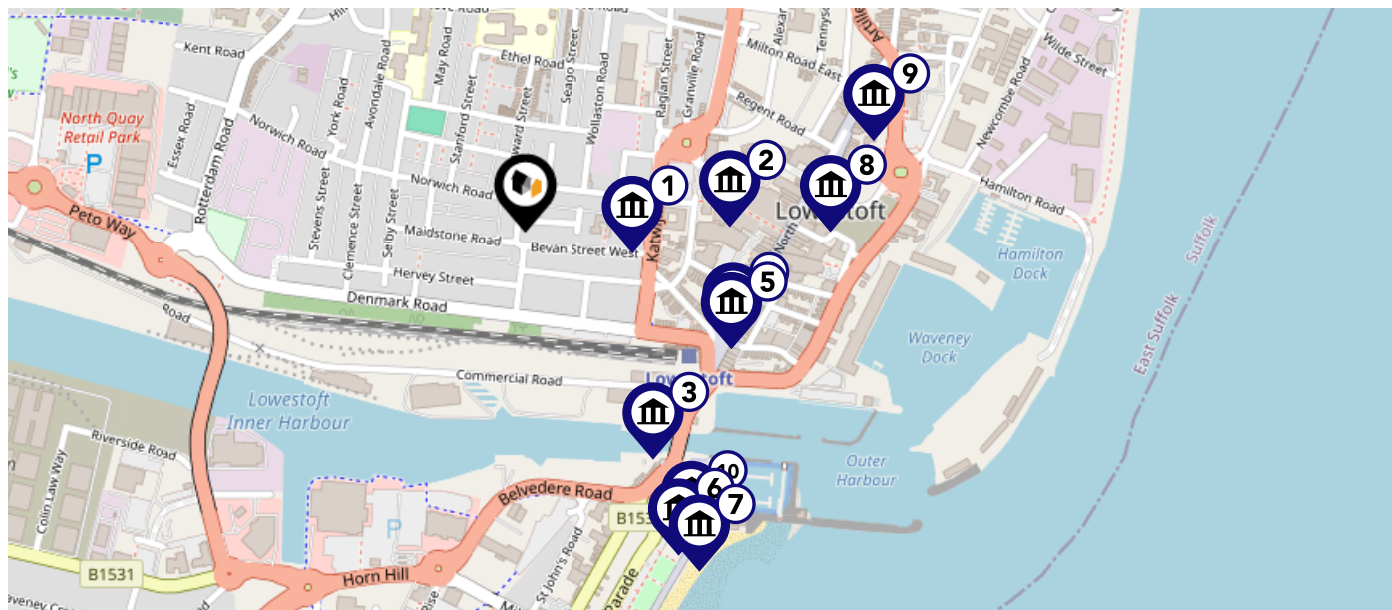 Kent Road
Ethel Road
May Road
Seago Street
Wollaston Road
Raglan Street
Granville Road
Milton Road East
Wilde Street
Avondale Road
York Road
Stanford Street
Regent Road
Newcombe Road
9
North Quay
Retail Park
P
Essex Road
Rotterdam Road
Norwich Road
Norwich Road
1
2
8
Lowestoft
Hamilton Road
Peto Way
Stevens Street
Clemence Street
Selby Street
Maidstone Road
Bevan Street West
Hervey Street
Denmark Road
5
Hamilton
Dock
Suffolk
East Suffolk
Waveney
Dock
Road
Commercial Road
Lowestoft
3
Lowestoft
Inner Harbour
Riverside Road
Colin Law Way
Outer
Harbour
10
6
7
Belvedere Road
P
B1531
Horn Hill
St John's Road
Parade